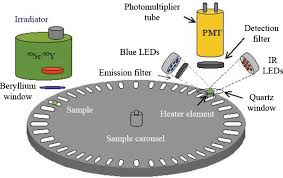 Irradiator
⁹⁰Sr/⁹⁰Y
Beryllium
window
Photomultiplier
tube
PMT
Detection
filter
Blue LEDs
Emission filter
IR
LEDs
Quartz
window
Sample
Heater element
Sample carousel